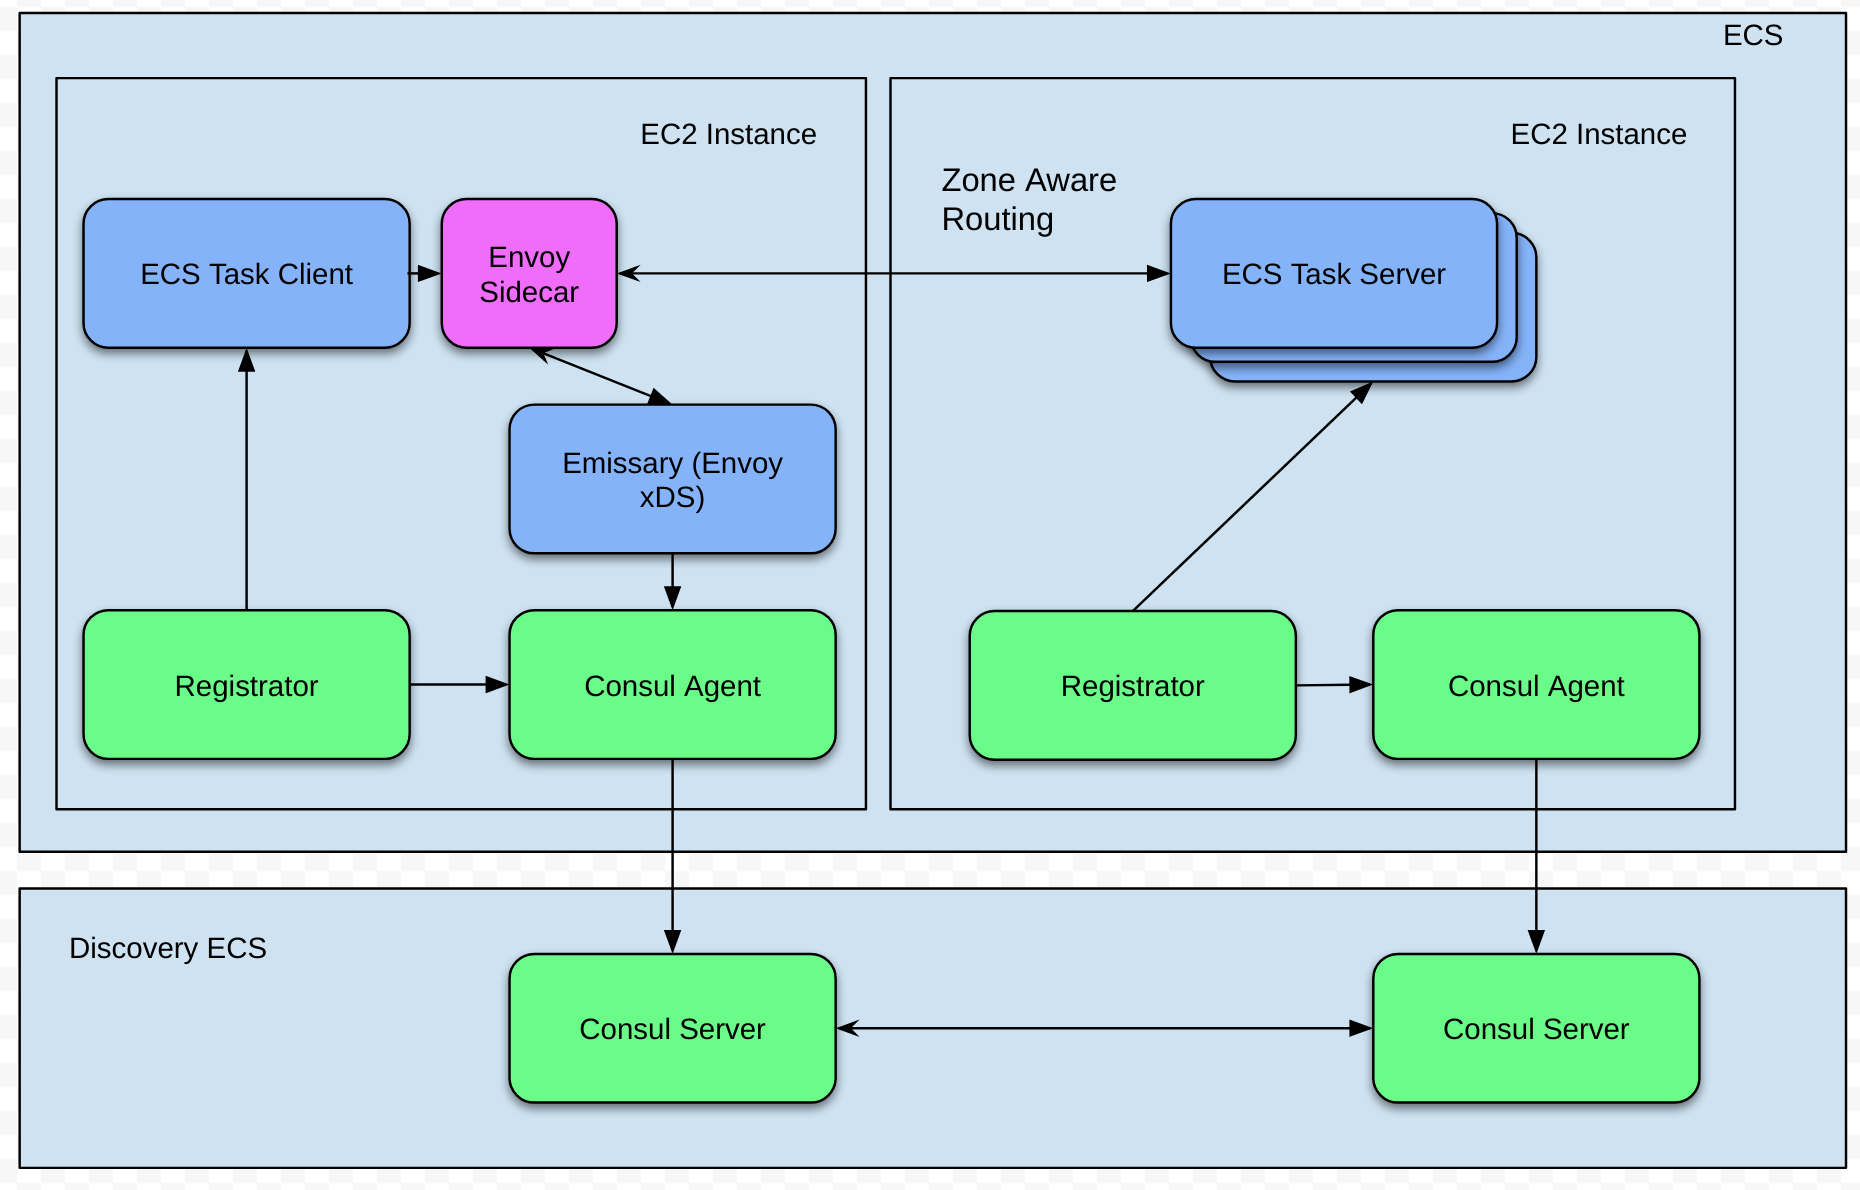 ECS
EC2 Instance
EC2 Instance
Zone Aware
Routing
ECS Task Client
Envoy
Sidecar
ECS Task Server
Emissary (Envoy
xDS)
Registrator
Consul Agent
Registrator
Consul Agent
Discovery ECS
Consul Server
Consul Server